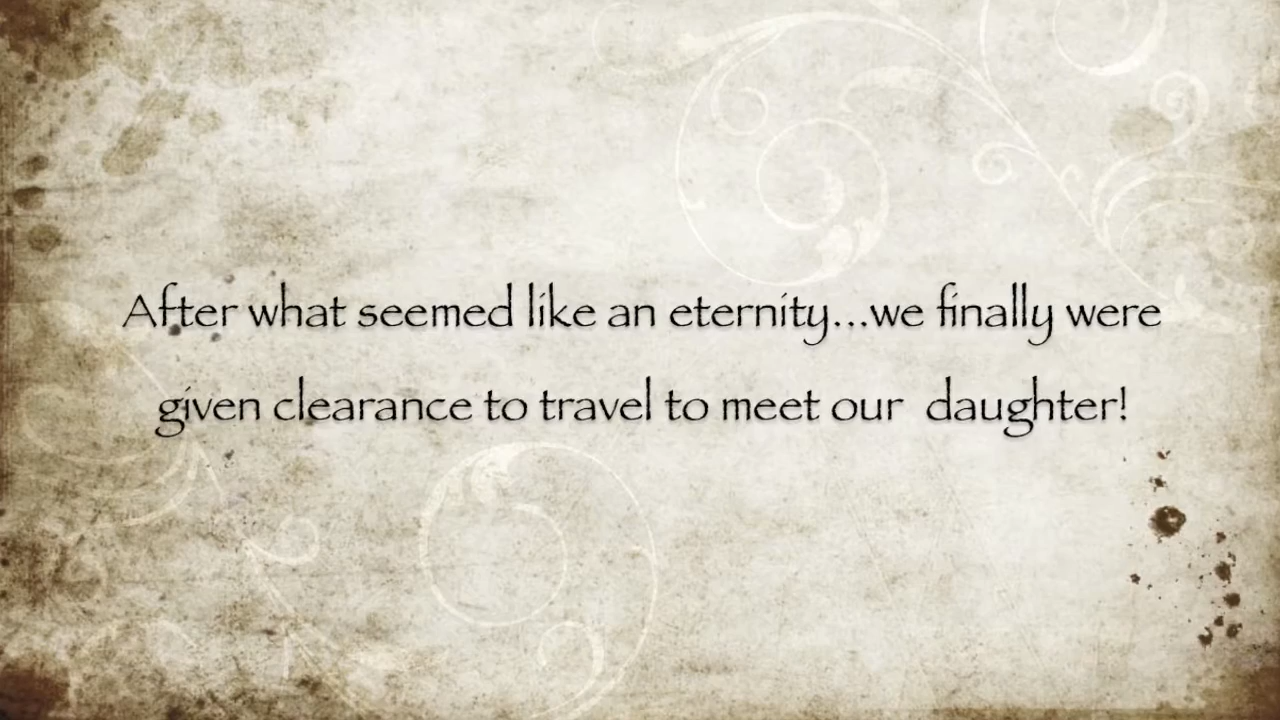 After what seemed like an eternity...we finally were
given clearance to travel to meet our  daughter!